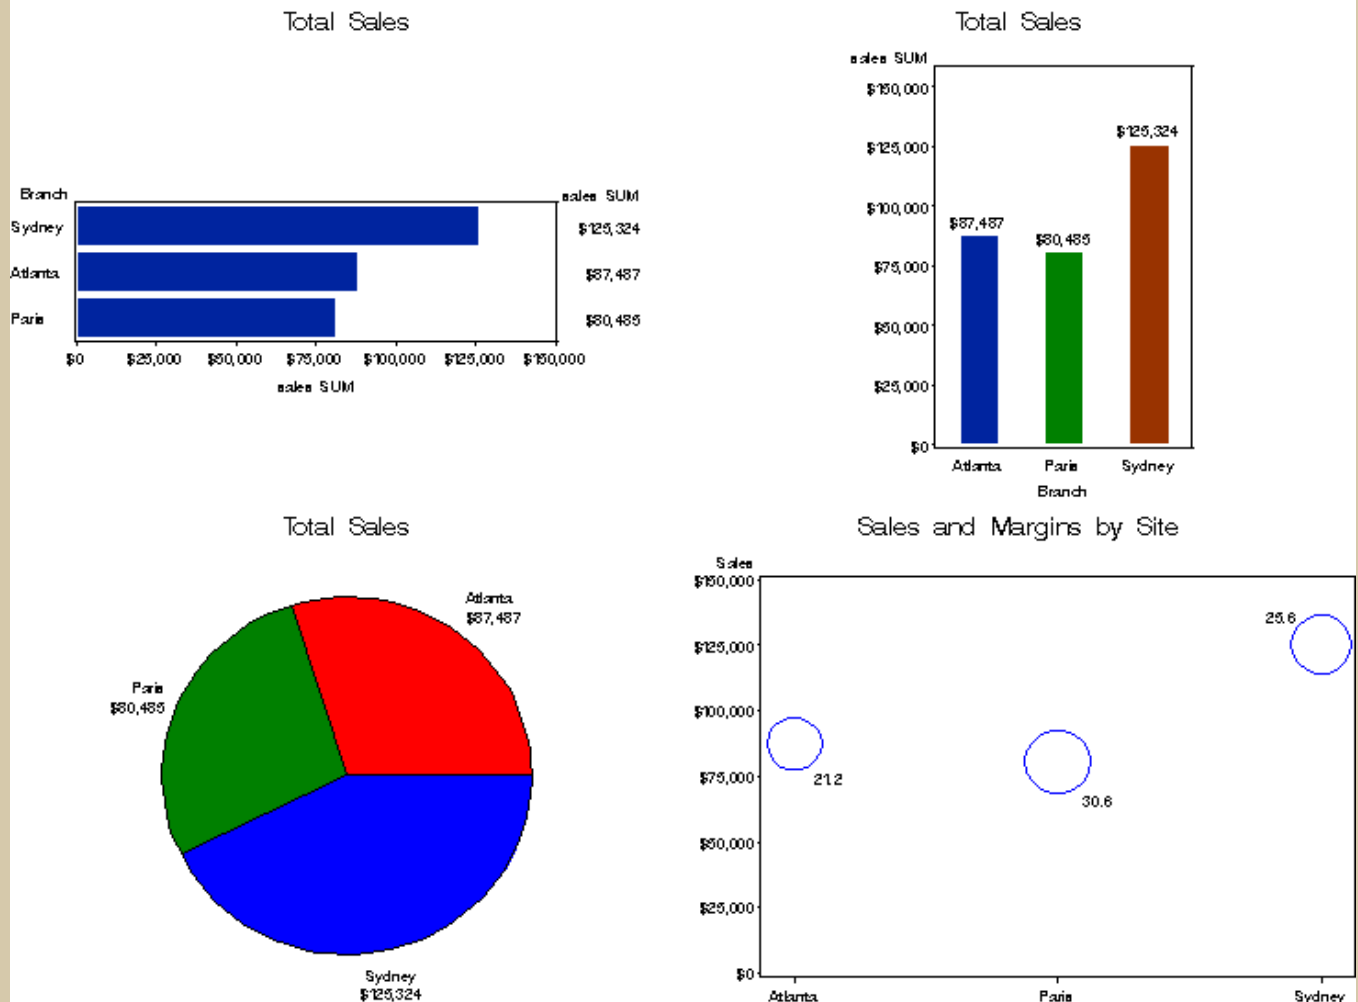 Total Sales
Branch sales SUM
Sydney $125,324
Atlanta $87,487
Paris $80,485
$0 $25,000 $50,000 $75,000 $100,000 $125,000 $150,000
sales SUM
Total Sales
sales SUM
$150,000
$125,324
$125,000
$100,000
$87,487
$80,485
$75,000
$50,000
$25,000
$0
Atlanta Paris Sydney
Branch
Total Sales
Atlanta
$87,487
Paris
$80,485
Sydney
$125,324
Sales and Margins by Site
Sales
$150,000
25.6
$125,000
$100,000
$75,000
21.2
30.6
$50,000
$25,000
$0
Atlanta Paris Sydney